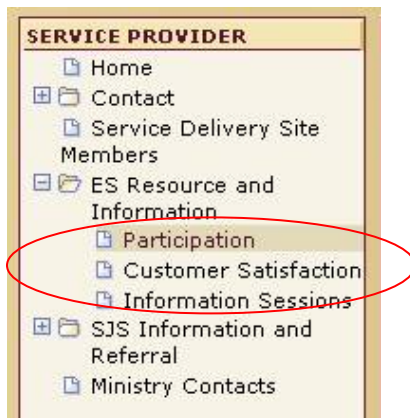 SERVICE PROVIDER
Home
Contact
Service Delivery Site
Members
ES Resource and
Information
Participation
Customer Satisfaction
Information Sessions
SJS Information and
Referral
Ministry Contacts